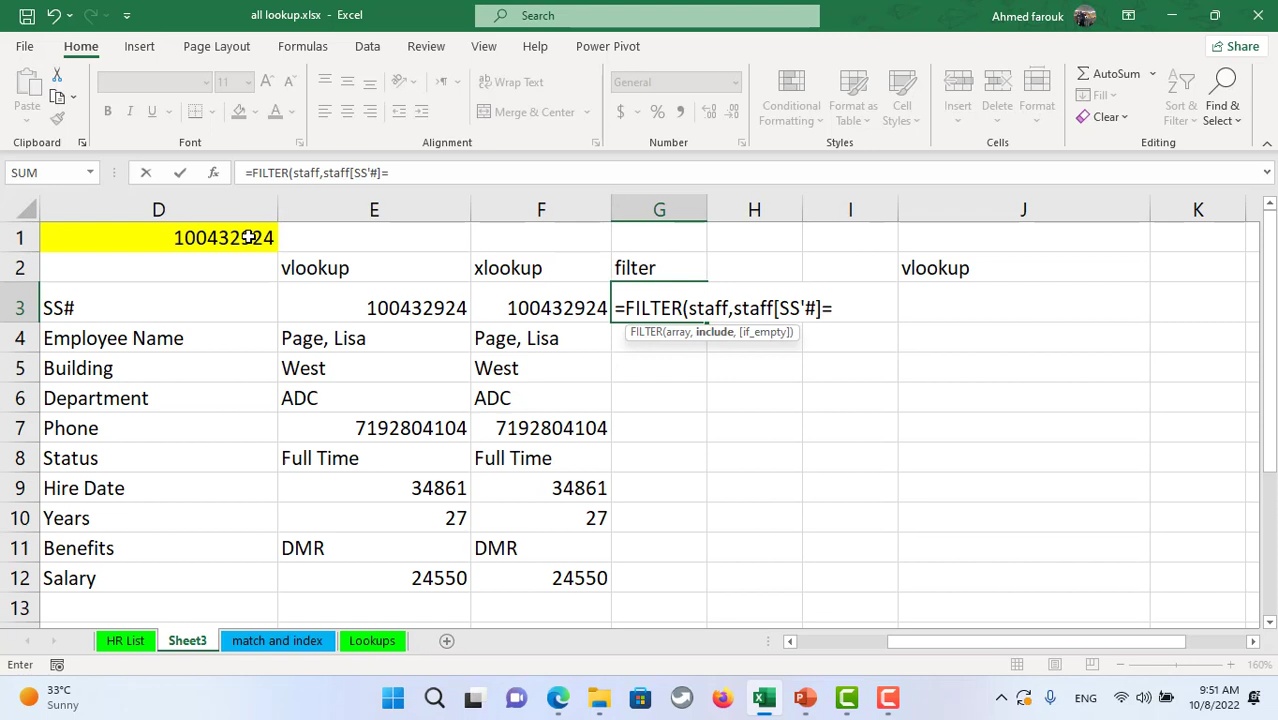 all lookup.xlsx - Excel
Search
Ahmed farouk
File Home Insert Page Layout Formulas Data Review View Help Power Pivot
Share
Paste
Clipboard
11
B I U
Font
Wrap Text
Merge & Center
Alignment
General
$ % 
Number
Conditional Formatting
Format as Table
Cell Styles
Styles
Insert Delete Format
Cells
AutoSum
Fill
Clear
Sort & Filter
Find & Select
Editing
SUM
fx
=FILTER(staff,staff[SS'#]=
D E F G H I J K
1 100432924
2 vlookup xlookup filter vlookup
3 SS# 100432924 100432924 =FILTER(staff,staff[SS'#]=
FILTER(array, include, [if_empty])
4 Employee Name Page, Lisa Page, Lisa
5 Building West West
6 Department ADC ADC
7 Phone 7192804104 7192804104
8 Status Full Time Full Time
9 Hire Date 34861 34861
10 Years 27 27
11 Benefits DMR DMR
12 Salary 24550 24550
13
HR List Sheet3 match and index Lookups
Enter
160%
33°C
Sunny
ENG
9:51 AM
10/8/2022